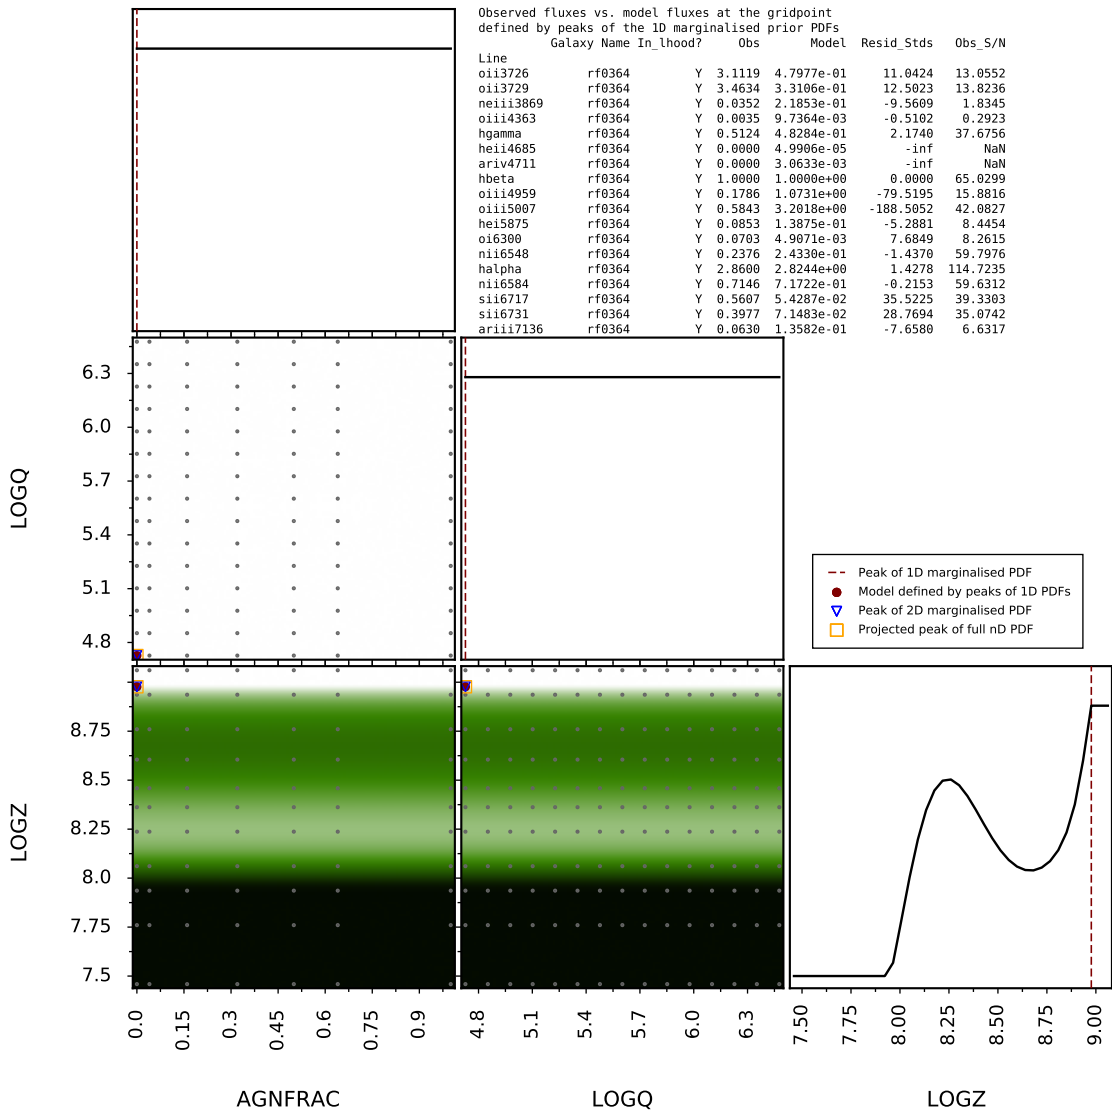 Observed fluxes vs. model fluxes at the gridpoint
defined by peaks of the 1D marginalised prior PDFs
Galaxy Name In_lhood? Obs Model Resid_Stds Obs_S/N
Line
oii3726 rf0364 Y 3.1119 4.7977e-01 11.0424 13.0552
oii3729 rf0364 Y 3.4634 3.3106e-01 12.5023 13.8236
neiii3869 rf0364 Y 0.0352 2.1853e-01 -9.5609 1.8345
oiii4363 rf0364 Y 0.0035 9.7364e-03 -0.5102 0.2923
hgamma rf0364 Y 0.5124 4.8284e-01 2.1740 37.6756
heii4685 rf0364 Y 0.0000 4.9906e-05 -inf NaN
ariv4711 rf0364 Y 0.0000 3.0633e-03 -inf NaN
hbeta rf0364 Y 1.0000 1.0000e+00 0.0000 65.0299
oiii4959 rf0364 Y 0.1786 1.0731e+00 -79.5195 15.8816
oiii5007 rf0364 Y 0.5843 3.2018e+00 -188.5052 42.0827
hei5875 rf0364 Y 0.0853 1.3875e-01 -5.2881 8.4454
oi6300 rf0364 Y 0.0703 4.9071e-03 7.6849 8.2615
nii6548 rf0364 Y 0.2376 2.4330e-01 -1.4370 59.7976
halpha rf0364 Y 2.8600 2.8244e+00 1.4278 114.7235
nii6584 rf0364 Y 0.7146 7.1722e-01 -0.2153 59.6312
sii6717 rf0364 Y 0.5607 5.4287e-02 35.5225 39.3303
sii6731 rf0364 Y 0.3977 7.1483e-02 28.7694 35.0742
ariii7136 rf0364 Y 0.0630 1.3582e-01 -7.6580 6.6317
6.3
6.0
5.7
5.4
5.1
4.8
LOGQ
Peak of 1D marginalised PDF
Model defined by peaks of 1D PDFs
Peak of 2D marginalised PDF
Projected peak of full nD PDF
8.75
8.5
8.25
8.0
7.75
7.5
LOGZ
0.0 0.15 0.3 0.45 0.6 0.75 0.9
4.8 5.1 5.4 5.7 6.0 6.3
7.50 7.75 8.00 8.25 8.50 8.75 9.00
AGNFRAC LOGQ LOGZ